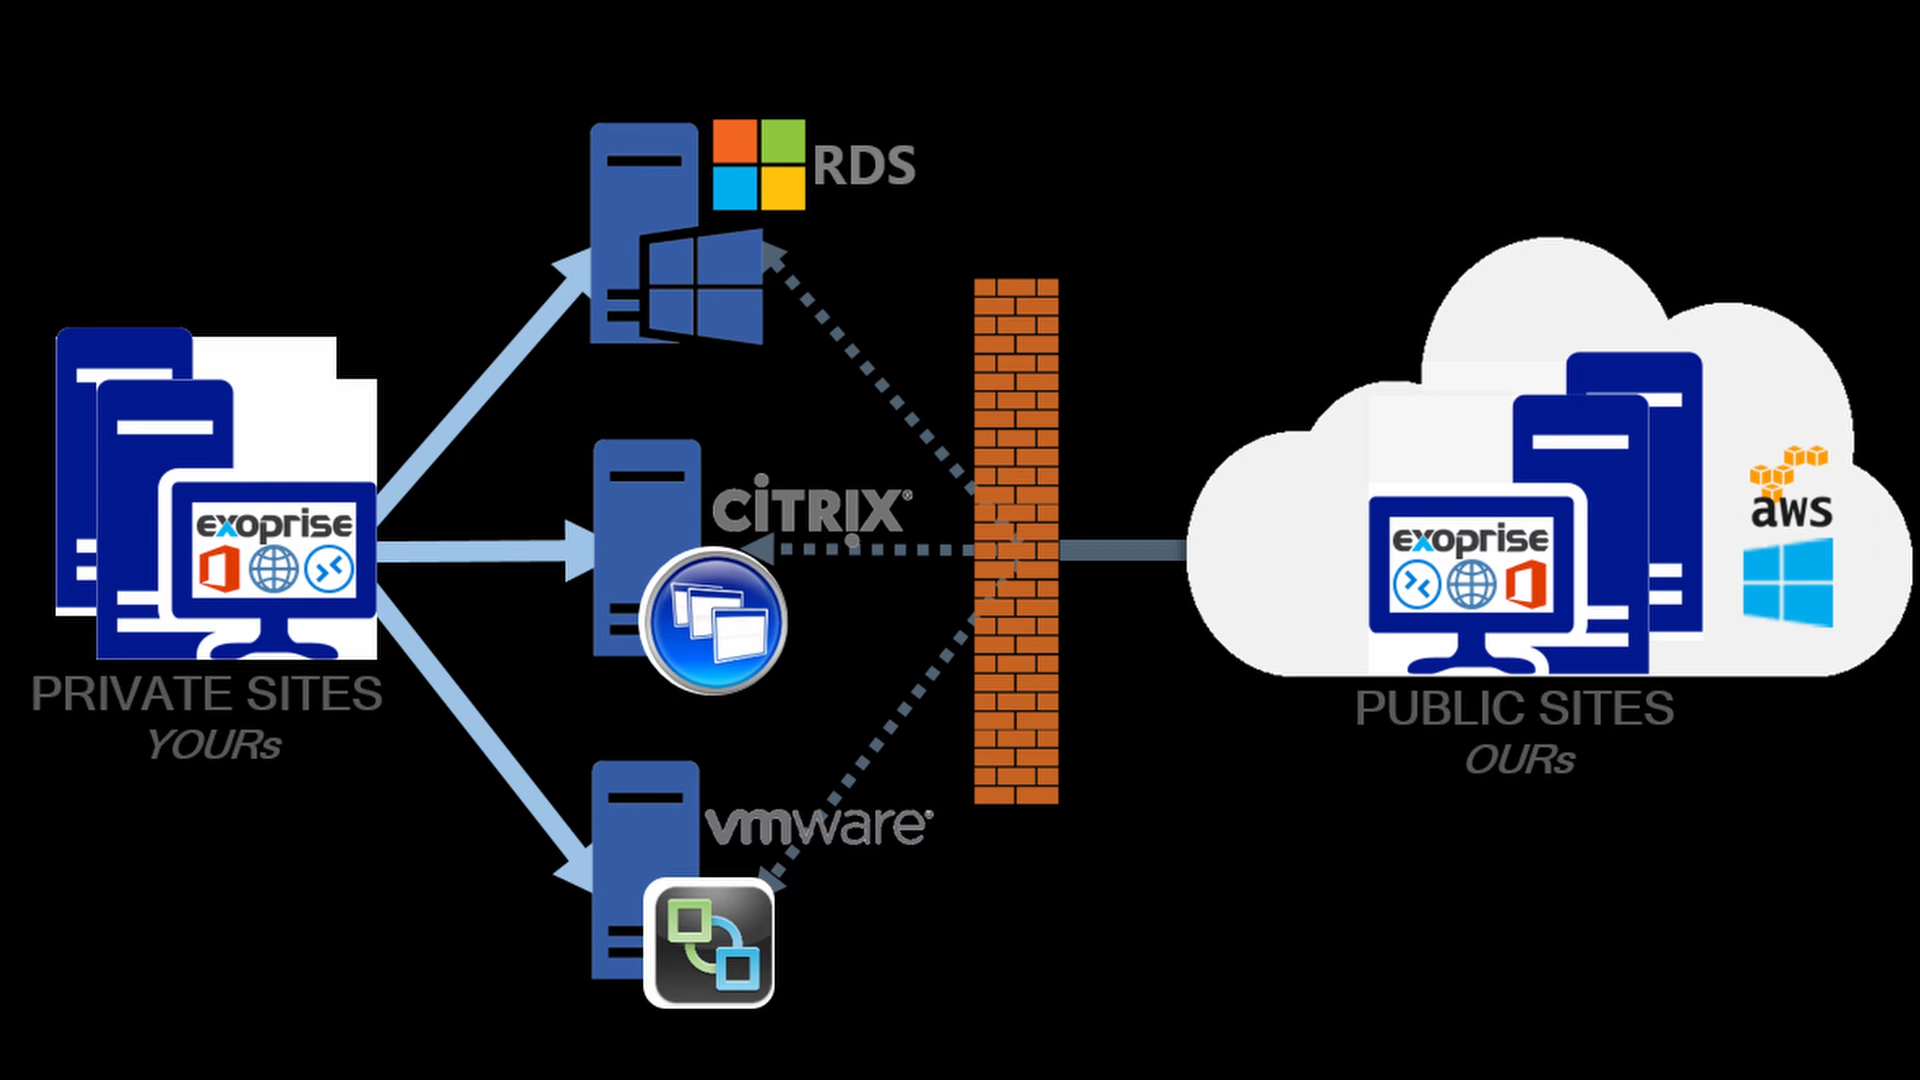 RDS
exoprise
PRIVATE SITES
YOURs
CiTRIX®
vmware®
exoprise
aws
PUBLIC SITES
OURs